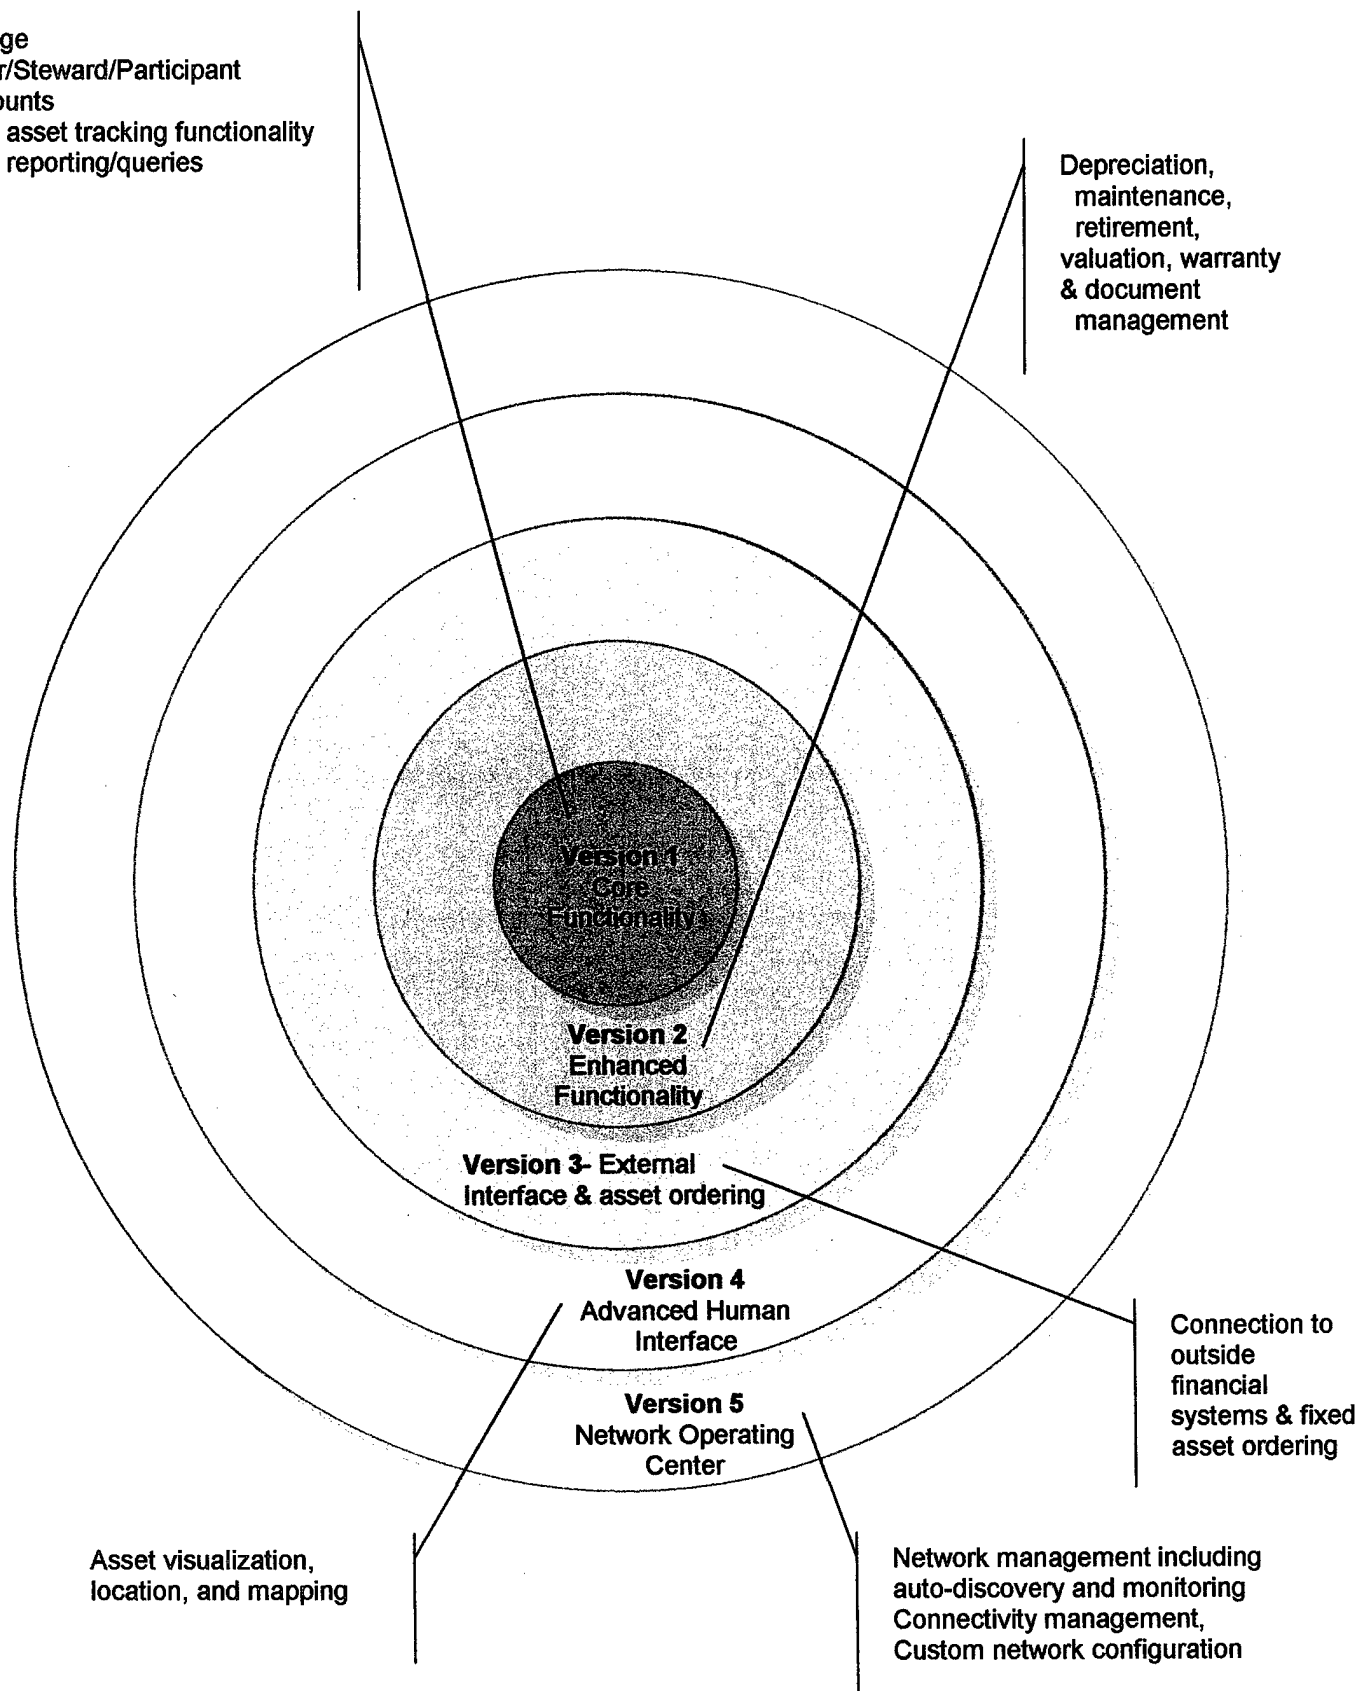 ge
r/Steward/Participant
ounts
asset tracking functionality
reporting/queries
Depreciation,
maintenance,
retirement,
valuation, warranty
& document
management
Version 1
Core
Functionality
Version 2
Enhanced
Functionality
Version 3- External
Interface & asset ordering
Version 4
Advanced Human
Interface
Version 5
Network Operating
Center
Connection to
outside
financial
systems & fixed
asset ordering
Asset visualization,
location, and mapping
Network management including
auto-discovery and monitoring
Connectivity management,
Custom network configuration